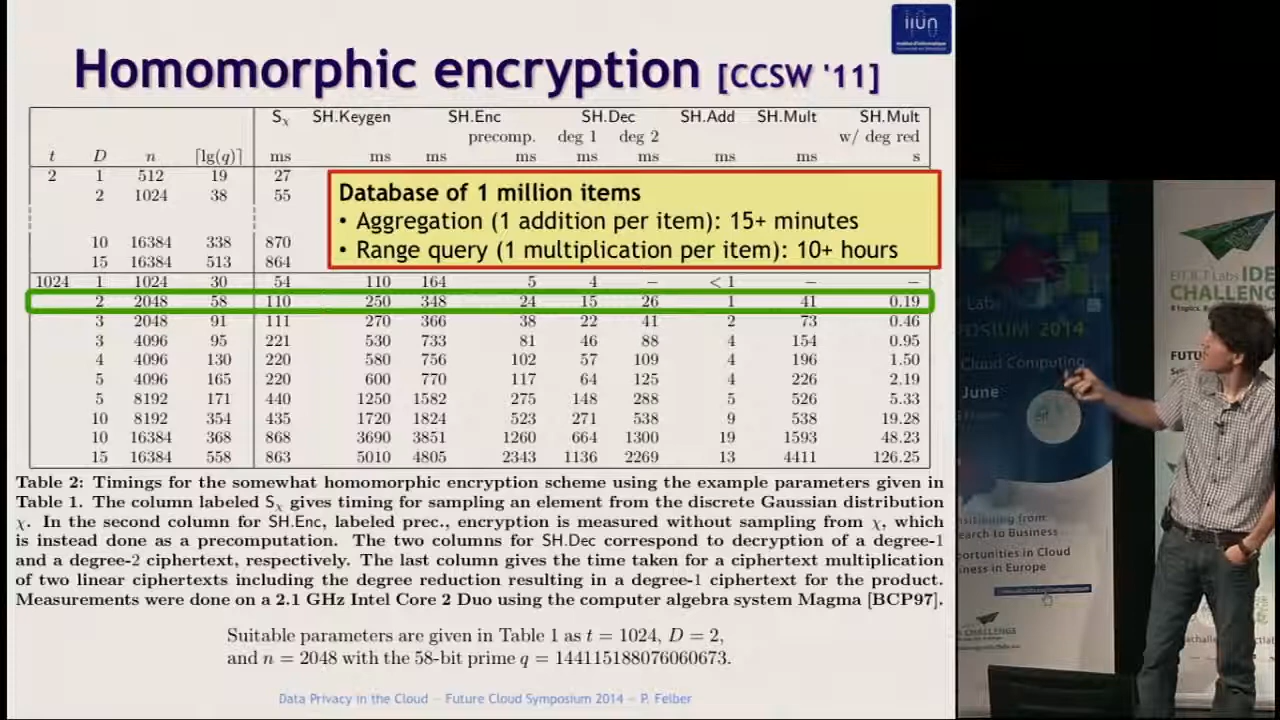 iiun
Homomorphic encryption [CCSW '11]
Sχ SH.Keygen SH.Enc SH.Dec SH.Add SH.Mult SH.Mult
precomp. deg 1 deg 2 w/ deg red
t D n ⌈lg(q)⌉ ms ms ms ms ms ms ms ms s
2 1 512 19 27
2 1024 38 55
10 16384 338 870
15 16384 513 864
Database of 1 million items
• Aggregation (1 addition per item): 15+ minutes
• Range query (1 multiplication per item): 10+ hours
1024 1 1024 30 54 110 164 5 4 – < 1 – –
2 2048 58 110 250 348 24 15 26 1 41 0.19
3 2048 91 111 270 366 38 22 41 2 73 0.46
3 4096 95 221 530 733 81 46 88 4 154 0.95
4 4096 130 220 580 756 102 57 109 4 196 1.50
5 4096 165 220 600 770 117 64 125 4 226 2.19
5 8192 171 440 1250 1582 275 148 288 5 526 5.33
10 8192 354 435 1720 1824 523 271 538 9 538 19.28
10 16384 368 868 3690 3851 1260 664 1300 19 1593 48.23
15 16384 558 863 5010 4805 2343 1136 2269 13 4411 126.25
Table 2: Timings for the somewhat homomorphic encryption scheme using the example parameters given in
Table 1. The column labeled Sχ gives timing for sampling an element from the discrete Gaussian distribution
χ. In the second column for SH.Enc, labeled prec., encryption is measured without sampling from χ, which
is instead done as a precomputation. The two columns for SH.Dec correspond to decryption of a degree-1
and a degree-2 ciphertext, respectively. The last column gives the time taken for a ciphertext multiplication
of two linear ciphertexts including the degree reduction resulting in a degree-1 ciphertext for the product.
Measurements were done on a 2.1 GHz Intel Core 2 Duo using the computer algebra system Magma [BCP97].
Suitable parameters are given in Table 1 as t = 1024, D = 2,
and n = 2048 with the 58-bit prime q = 144115188076060673.
Data Privacy in the Cloud – Future Cloud Symposium 2014 – P. Felber
Labs
POSIUM 2014
Cloud Computing
June
EIT ICT Labs IDE
CHALLENGE
FUTU
sitioning from
earch to Business
portunities in Cloud
iness in Europe
CHALLENGE